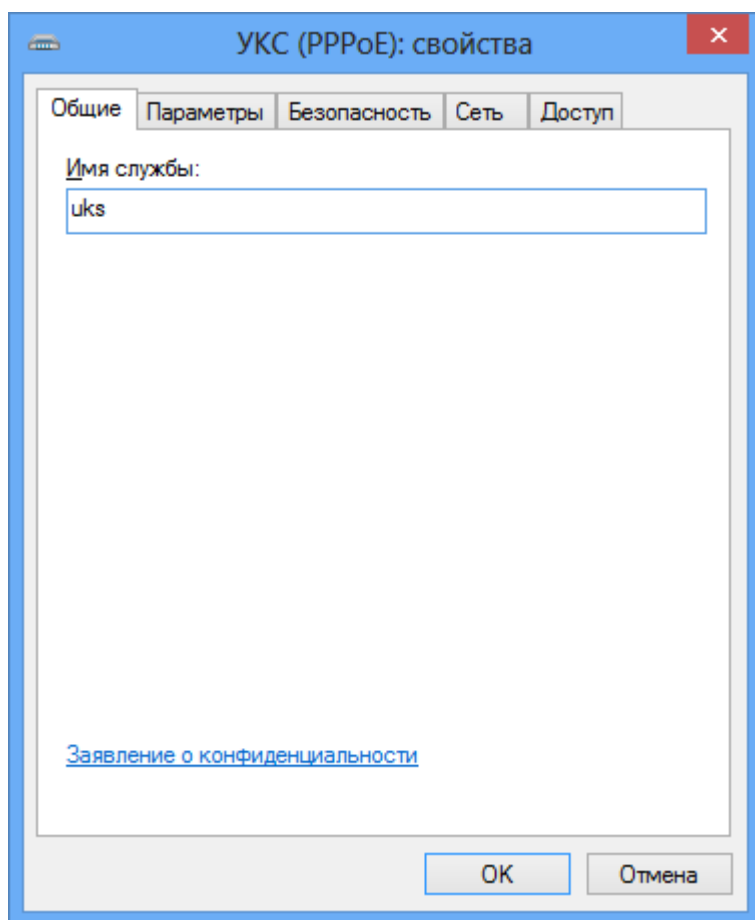 УКС (PPPoE): свойства
Общие Параметры Безопасность Сеть Доступ
Имя службы:
uks
Заявление о конфиденциальности
OK Отмена